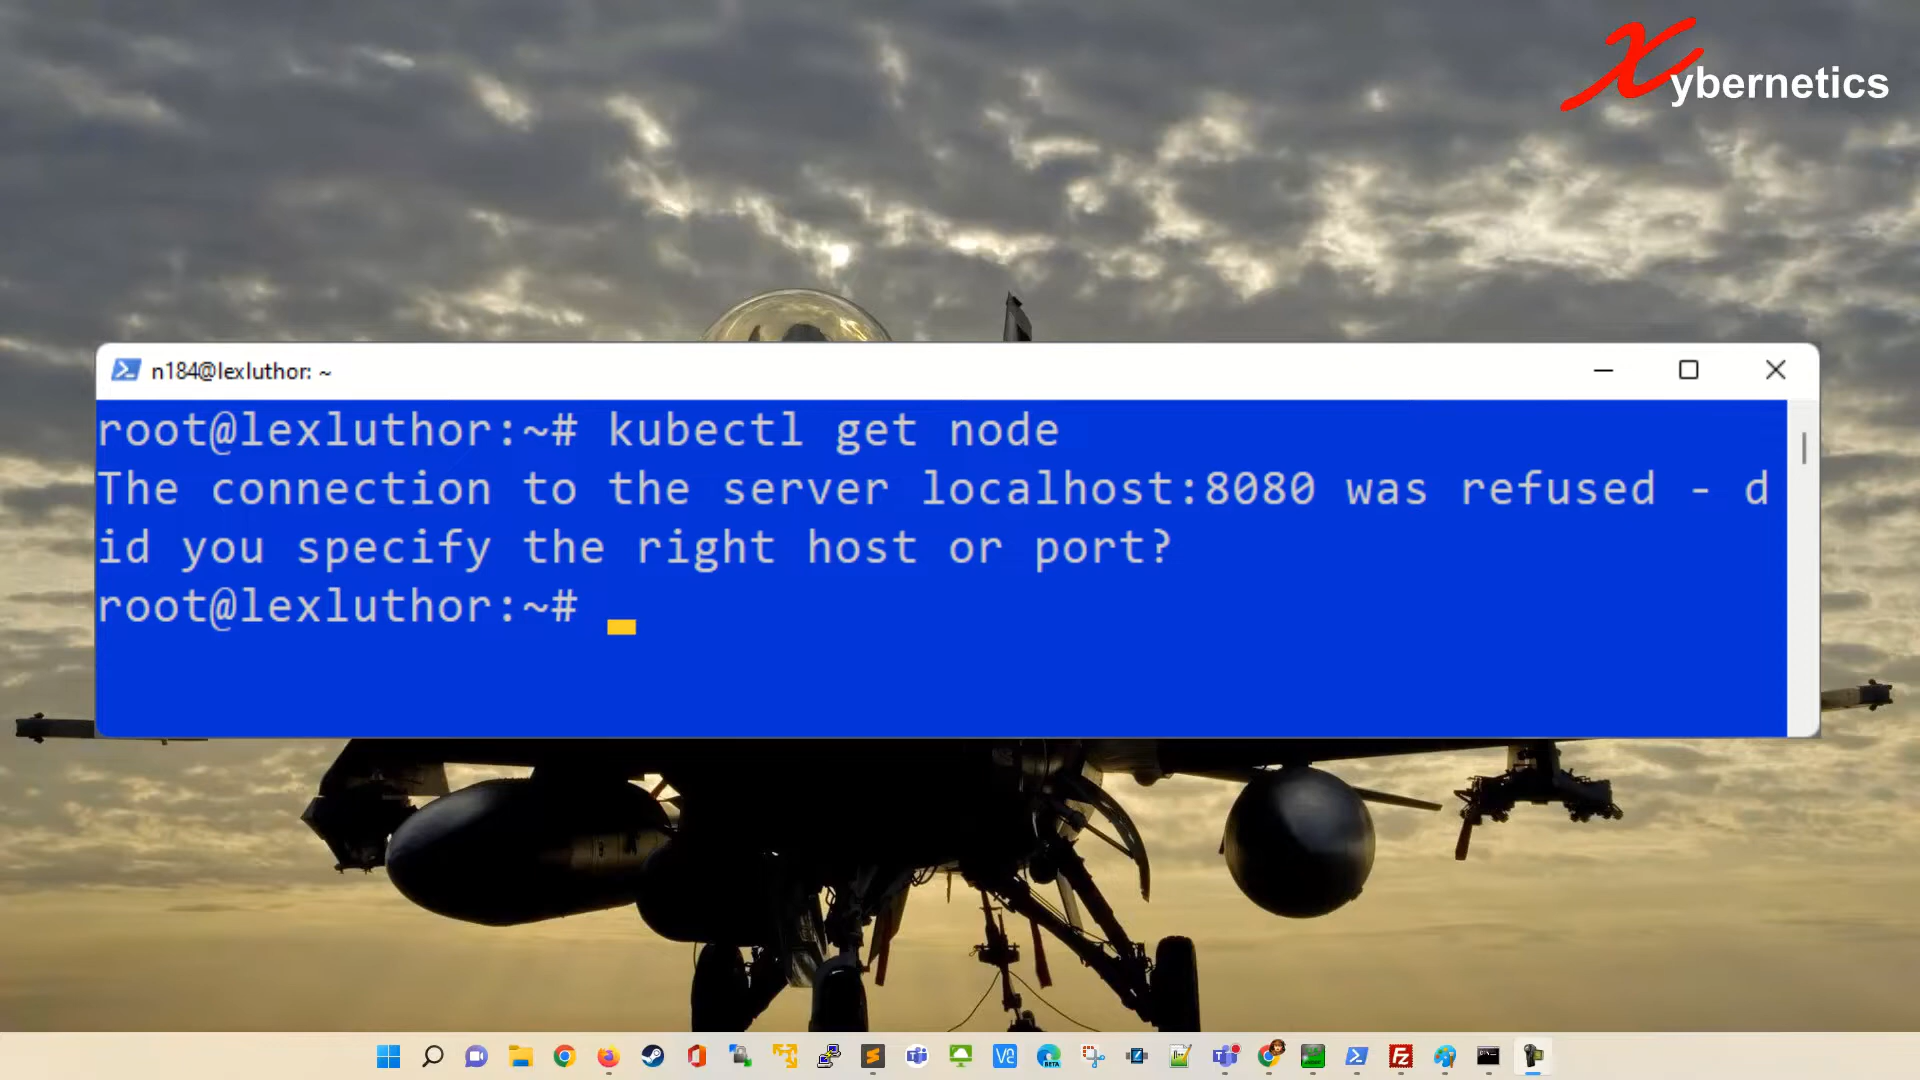 Xybernetics
n184@lexluthor: ~
root@lexluthor:~# kubectl get node
The connection to the server localhost:8080 was refused - d
id you specify the right host or port?
root@lexluthor:~#